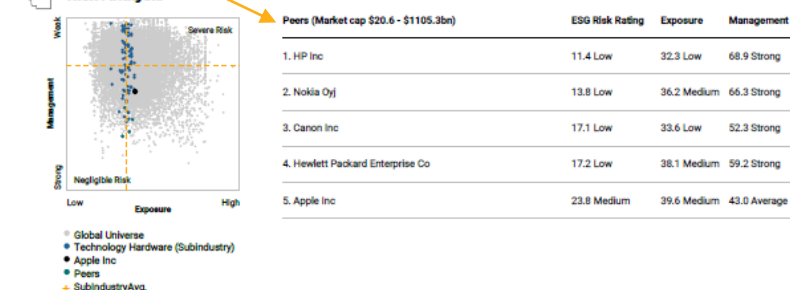 Weak
Severe Risk
Management
Strong
Negligible Risk
Low
Exposure
High
Global Universe
Technology Hardware (Subindustry)
Apple Inc
Peers
SubindustryAvg.
Peers (Market cap $20.6 - $1105.3bn) ESG Risk Rating Exposure Management
1. HP Inc 11.4 Low 32.3 Low 68.9 Strong
2. Nokia Oyj 13.8 Low 36.2 Medium 66.3 Strong
3. Canon Inc 17.1 Low 33.6 Low 52.3 Strong
4. Hewlett Packard Enterprise Co 17.2 Low 38.1 Medium 59.2 Strong
5. Apple Inc 23.8 Medium 39.6 Medium 43.0 Average